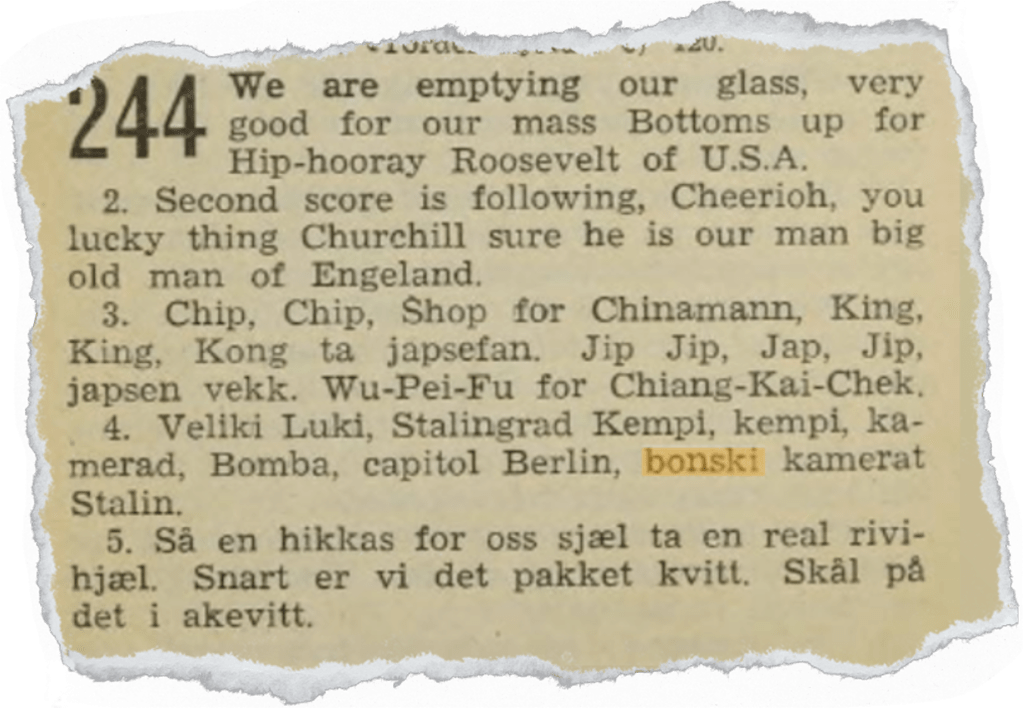 120.
244 We are emptying our glass, very
good for our mass Bottoms up for
Hip-hooray Roosevelt of U.S.A.
2. Second score is following, Cheerioh, you
lucky thing Churchill sure he is our man big
old man of Engeland.
3. Chip, Chip, Shop for Chinamann, King,
King, Kong ta japsefan. Jip Jip, Jap, Jip,
japsen vekk. Wu-Pei-Fu for Chiang-Kai-Chek.
4. Veliki Luki, Stalingrad Kempi, kempi, ka-
merad, Bomba, capitol Berlin, bonski kamerat
Stalin.
5. Så en hikkas for oss sjæl ta en real rivi-
hjæl. Snart er vi det pakket kvitt. Skål på
det i akevitt.